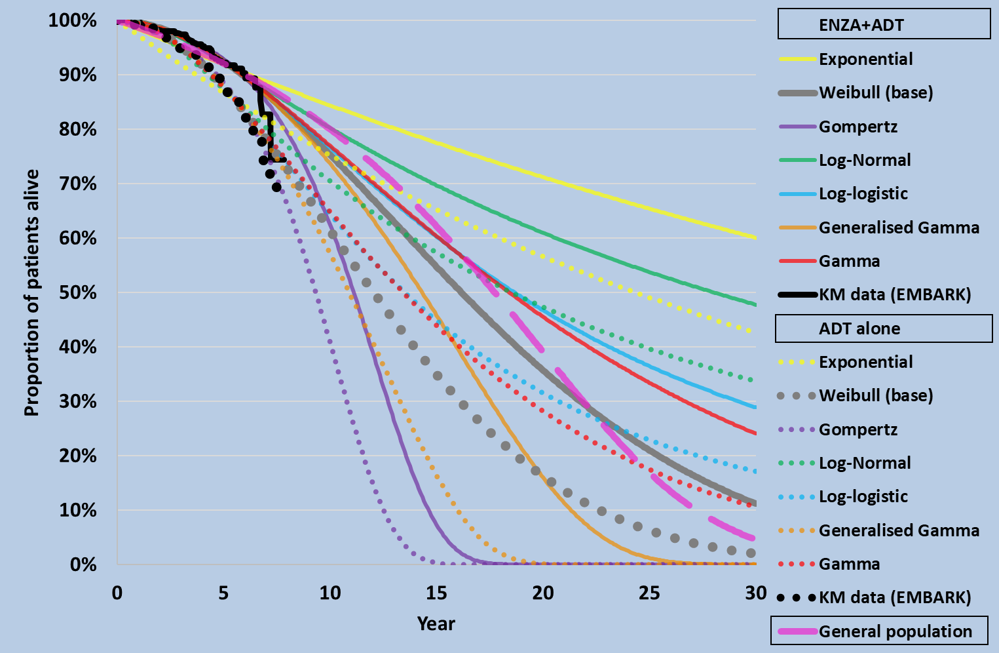 100%
90%
80%
70%
60%
50%
40%
30%
20%
10%
0%
Proportion of patients alive
0 5 10 15 20 25 30
Year
ENZA+ADT
Exponential
Weibull (base)
Gompertz
Log-Normal
Log-logistic
Generalised Gamma
Gamma
KM data (EMBARK)
ADT alone
Exponential
Weibull (base)
Gompertz
Log-Normal
Log-logistic
Generalised Gamma
Gamma
KM data (EMBARK)
General population